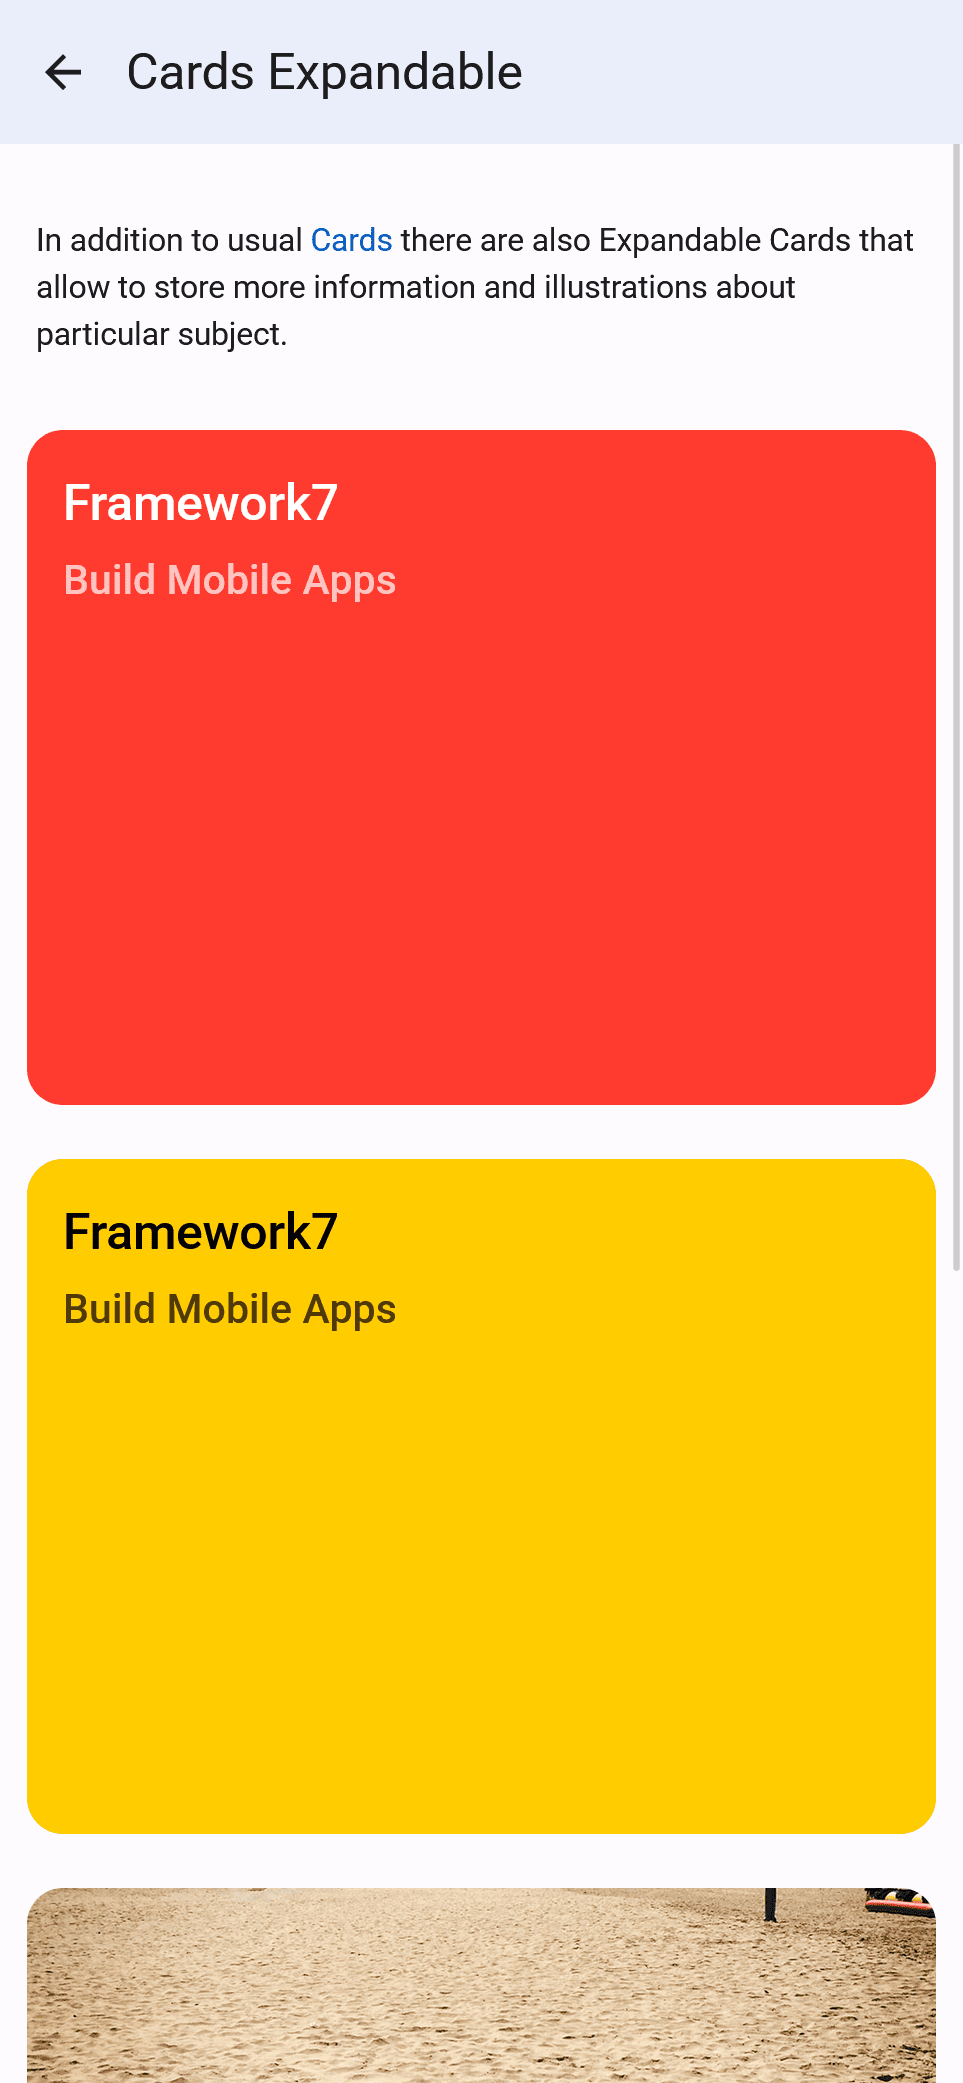 Cards Expandable
In addition to usual Cards there are also Expandable Cards that
allow to store more information and illustrations about
particular subject.
Framework7
Build Mobile Apps
Framework7
Build Mobile Apps